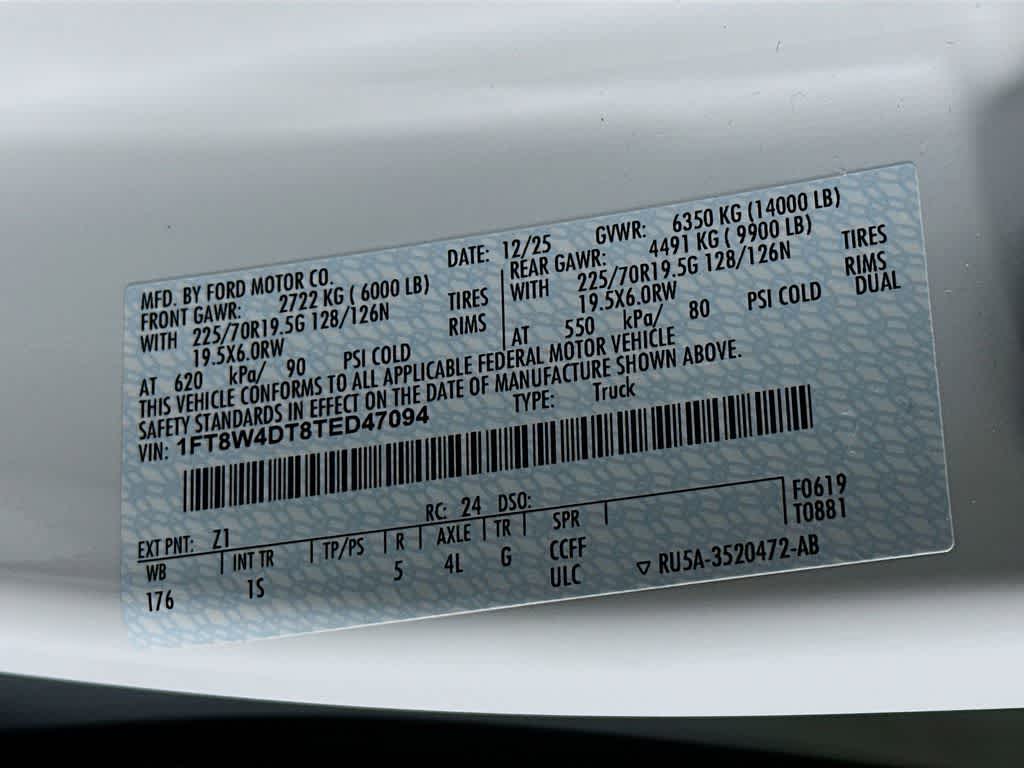 MFD. BY FORD MOTOR CO. DATE: 12/25 GVWR: 6350 KG (14000 LB)
FRONT GAWR: 2722 KG ( 6000 LB) REAR GAWR: 4491 KG ( 9900 LB)
WITH 225/70R19.5G 128/126N TIRES WITH 225/70R19.5G 128/126N TIRES
19.5X6.0RW RIMS 19.5X6.0RW RIMS
AT 620 kPa/ 90 PSI COLD AT 550 kPa/ 80 PSI COLD DUAL
THIS VEHICLE CONFORMS TO ALL APPLICABLE FEDERAL MOTOR VEHICLE
SAFETY STANDARDS IN EFFECT ON THE DATE OF MANUFACTURE SHOWN ABOVE.
VIN: 1FT8W4DT8TED47094 TYPE: Truck
EXT PNT: Z1 RC: 24 DSO: F0619
WB INT TR TP/PS R AXLE TR SPR T0881
176 1S 5 4L G CCFF
ULC ▽ RU5A-3520472-AB